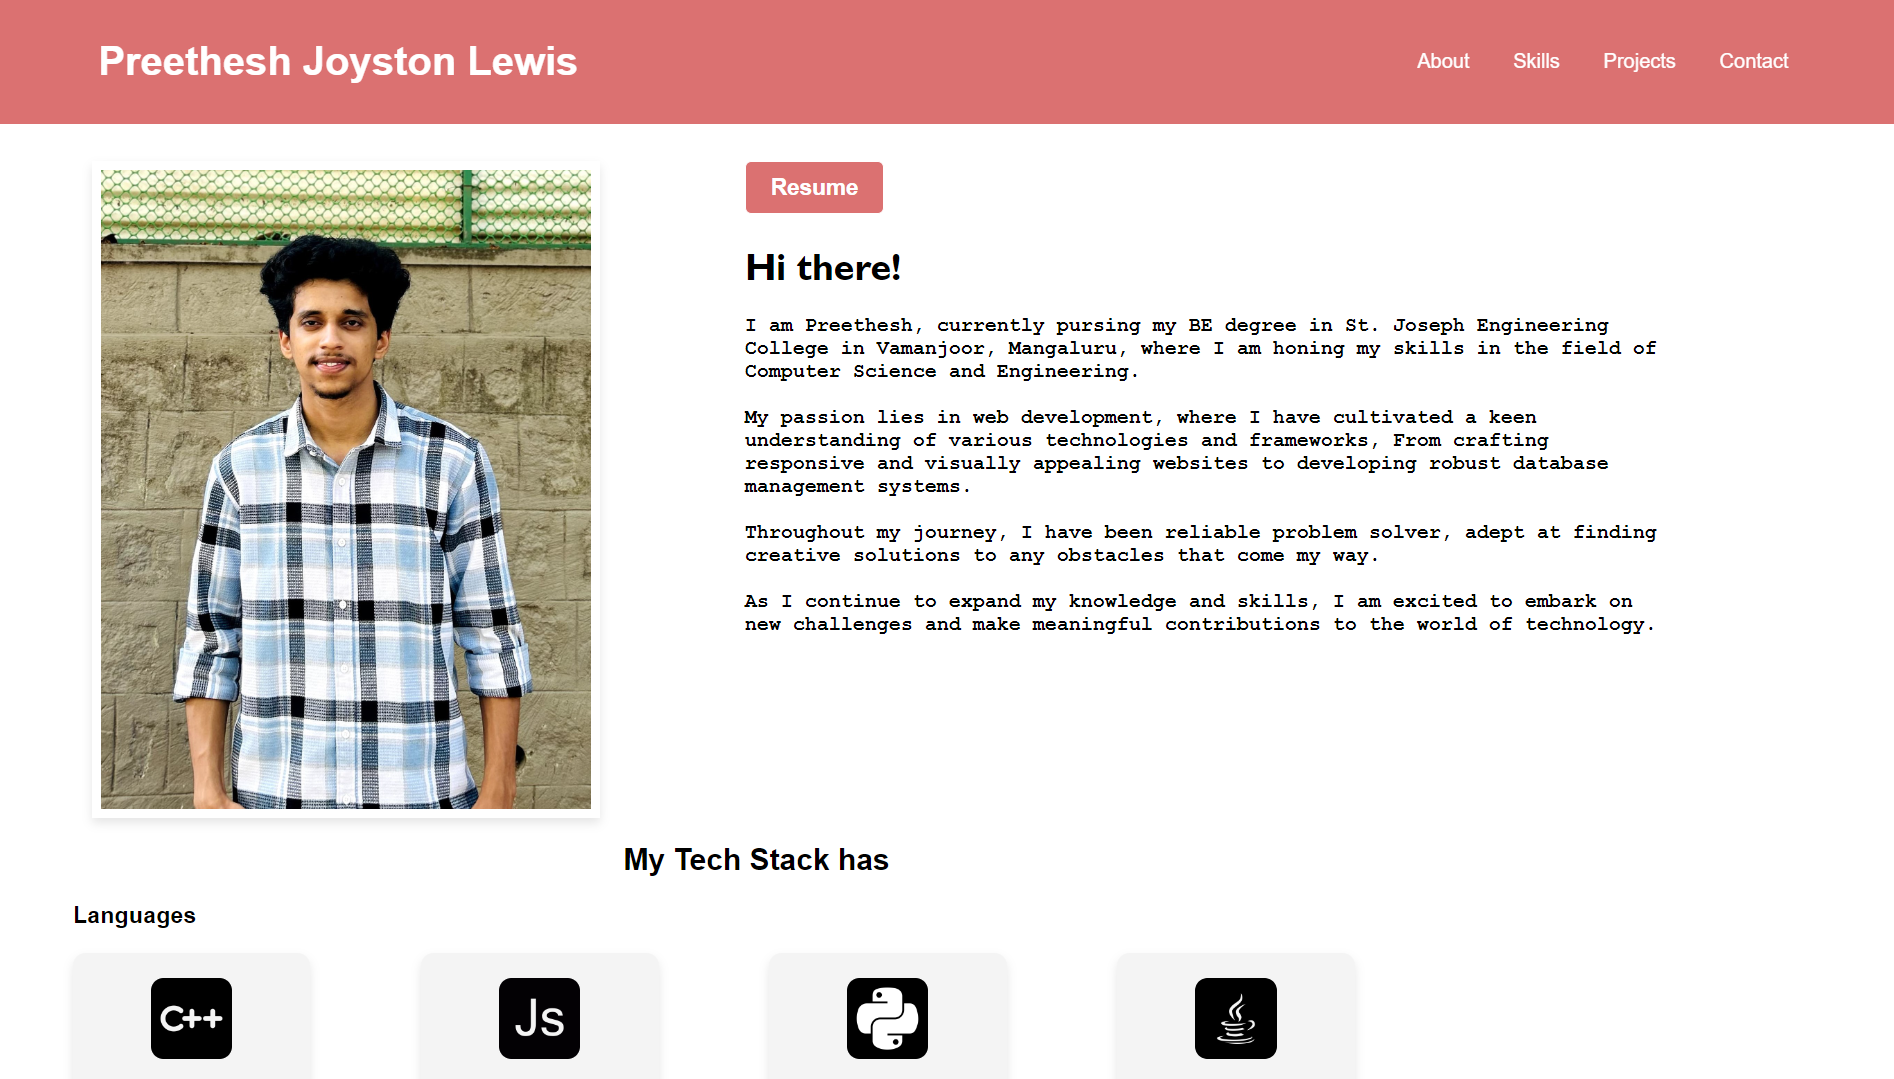 Preethesh Joyston Lewis
About Skills Projects Contact
Resume
Hi there!
I am Preethesh, currently pursing my BE degree in St. Joseph Engineering
College in Vamanjoor, Mangaluru, where I am honing my skills in the field of
Computer Science and Engineering.
My passion lies in web development, where I have cultivated a keen
understanding of various technologies and frameworks, From crafting
responsive and visually appealing websites to developing robust database
management systems.
Throughout my journey, I have been reliable problem solver, adept at finding
creative solutions to any obstacles that come my way.
As I continue to expand my knowledge and skills, I am excited to embark on
new challenges and make meaningful contributions to the world of technology.
My Tech Stack has
Languages
C++
Js